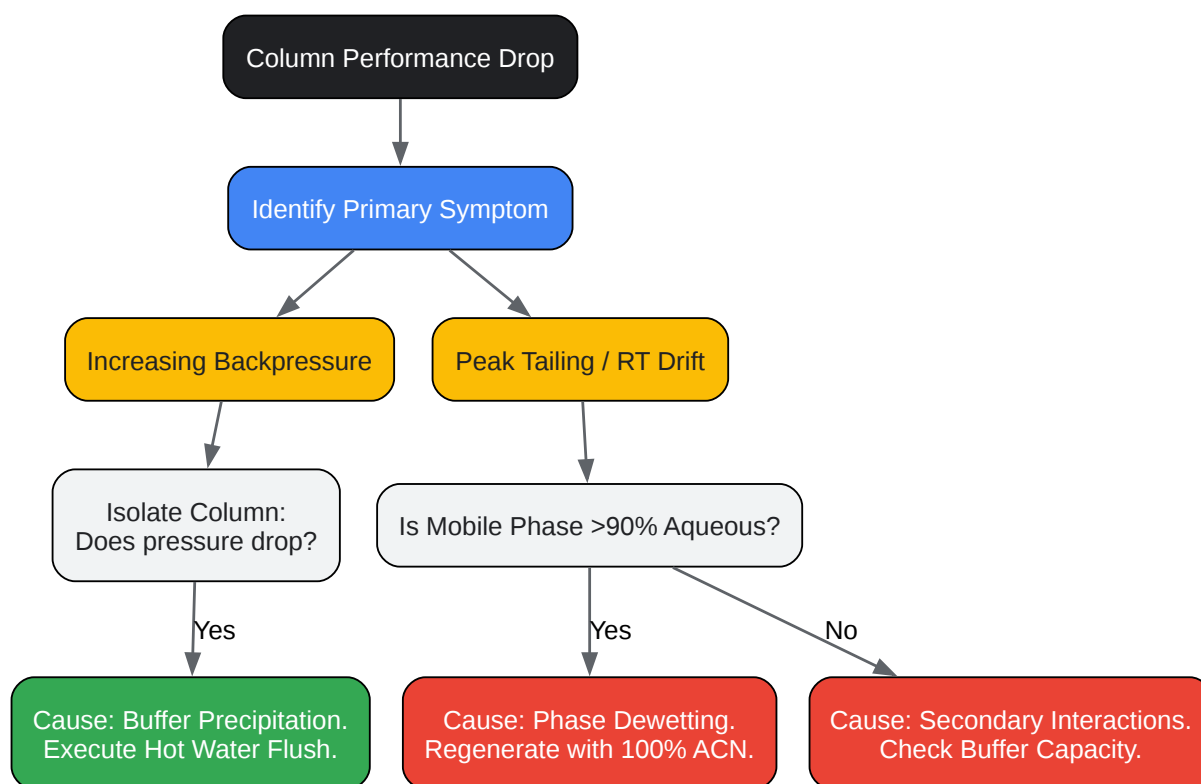 Column Performance Drop
Identify Primary Symptom
Increasing Backpressure
Peak Tailing / RT Drift
Isolate Column:
Does pressure drop?
Is Mobile Phase >90% Aqueous?
Yes
Yes
No
Cause: Buffer Precipitation.
Execute Hot Water Flush.
Cause: Phase Dewetting.
Regenerate with 100% ACN.
Cause: Secondary Interactions.
Check Buffer Capacity.